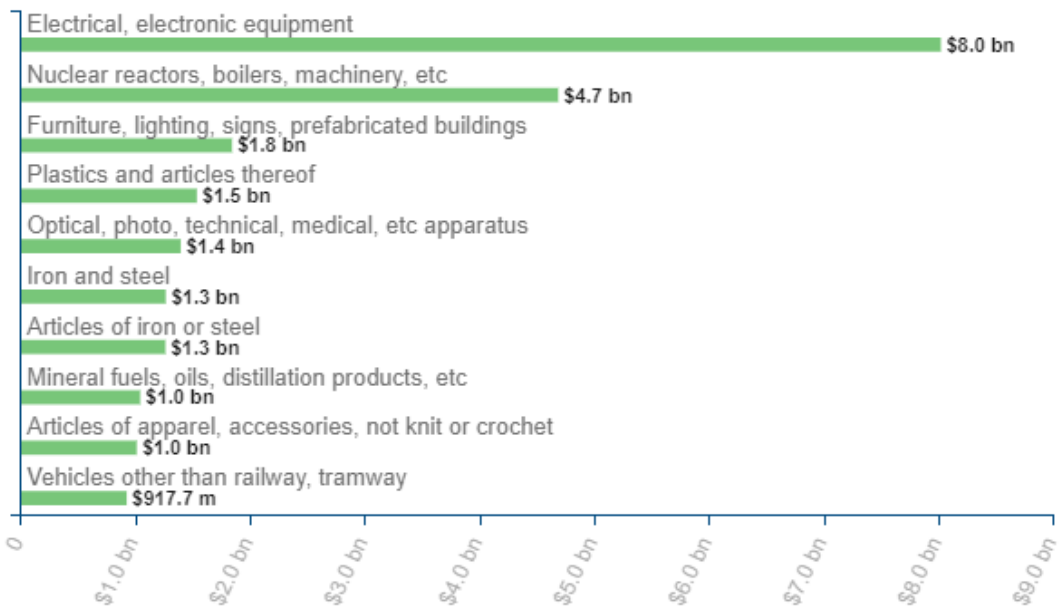 Electrical, electronic equipment
$8.0 bn
Nuclear reactors, boilers, machinery, etc
$4.7 bn
Furniture, lighting, signs, prefabricated buildings
$1.8 bn
Plastics and articles thereof
$1.5 bn
Optical, photo, technical, medical, etc apparatus
$1.4 bn
Iron and steel
$1.3 bn
Articles of iron or steel
$1.3 bn
Mineral fuels, oils, distillation products, etc
$1.0 bn
Articles of apparel, accessories, not knit or crochet
$1.0 bn
Vehicles other than railway, tramway
$917.7 m
0 $1.0 bn $2.0 bn $3.0 bn $4.0 bn $5.0 bn $6.0 bn $7.0 bn $8.0 bn $9.0 bn